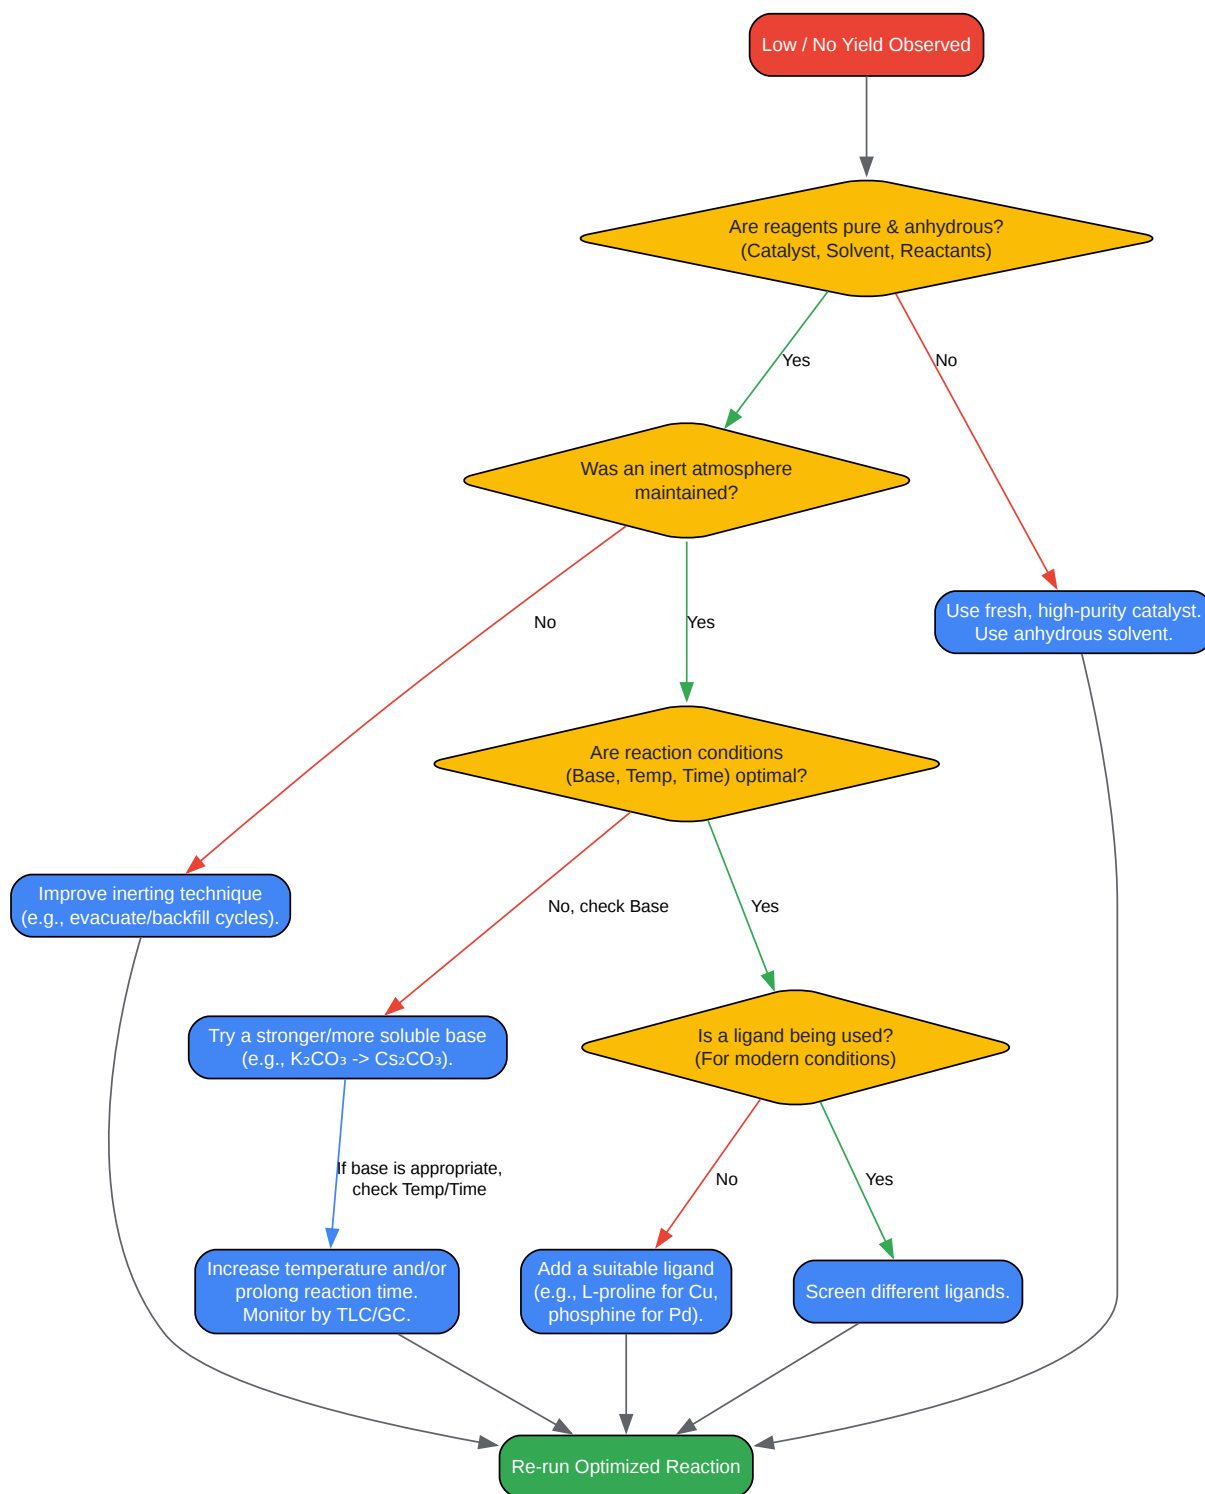 Low / No Yield Observed
Are reagents pure & anhydrous?
(Catalyst, Solvent, Reactants)
Yes
No
Was an inert atmosphere
maintained?
Use fresh, high-purity catalyst.
Use anhydrous solvent.
No
Yes
Are reaction conditions
(Base, Temp, Time) optimal?
Improve inerting technique
(e.g., evacuate/backfill cycles).
No, check Base
Yes
Try a stronger/more soluble base
(e.g., K₂CO₃ -> Cs₂CO₃).
Is a ligand being used?
(For modern conditions)
If base is appropriate,
check Temp/Time
No
Yes
Increase temperature and/or
prolong reaction time.
Monitor by TLC/GC.
Add a suitable ligand
(e.g., L-proline for Cu,
phosphine for Pd).
Screen different ligands.
Re-run Optimized Reaction